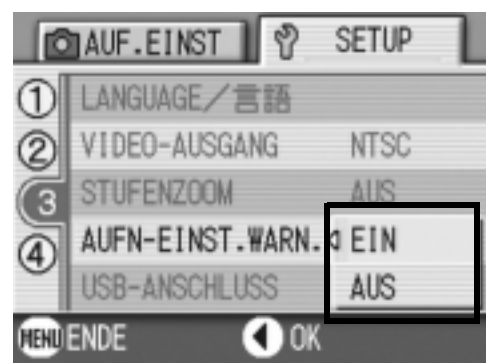 AUF.EINST SETUP
1 LANGUAGE/言語
2 VIDEO-AUSGANG NTSC
3 STUFENZOOM AUS
4 AUFN-EINST.WARN. EIN
USB-ANSCHLUSS AUS
MENU ENDE OK